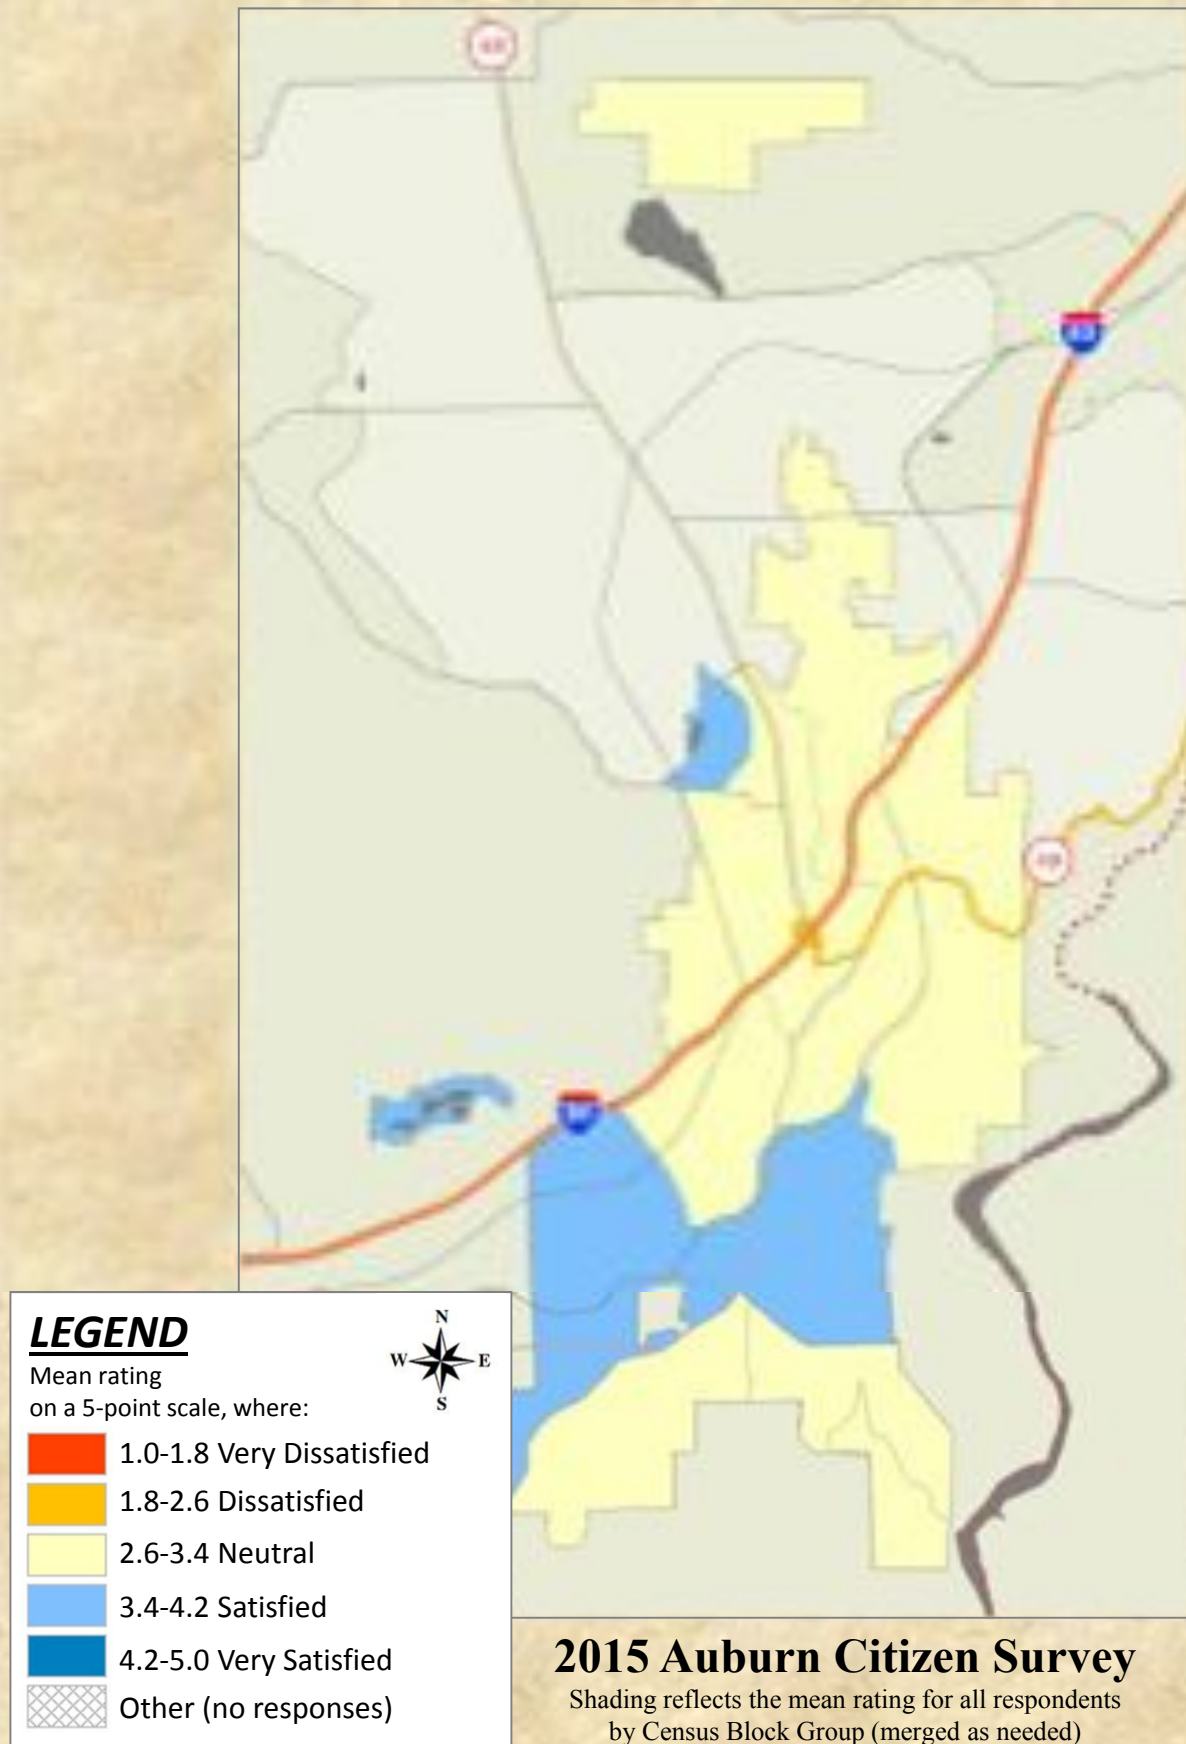 LEGEND
Mean rating
on a 5-point scale, where:
1.0-1.8 Very Dissatisfied
1.8-2.6 Dissatisfied
2.6-3.4 Neutral
3.4-4.2 Satisfied
4.2-5.0 Very Satisfied
Other (no responses)
N
W
E
S
2015 Auburn Citizen Survey
Shading reflects the mean rating for all respondents
by Census Block Group (merged as needed)